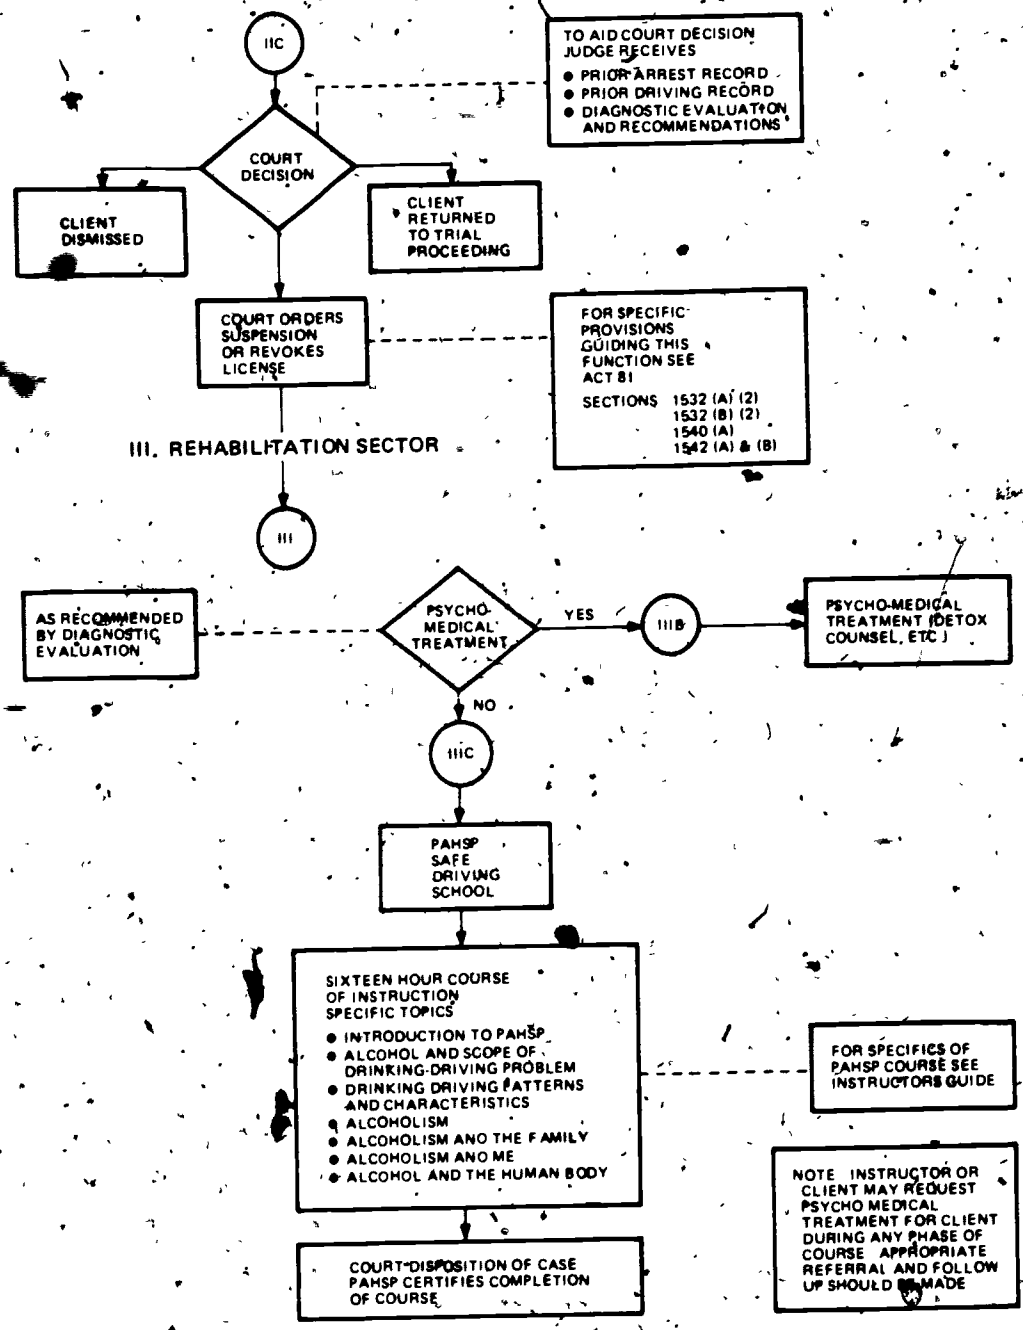 IIC
TO AID COURT DECISION
JUDGE RECEIVES
● PRIOR ARREST RECORD
● PRIOR DRIVING RECORD
● DIAGNOSTIC EVALUATION
AND RECOMMENDATIONS
COURT
DECISION
CLIENT
DISMISSED
CLIENT
RETURNED
TO TRIAL
PROCEEDING
COURT ORDERS
SUSPENSION
OR REVOKES
LICENSE
FOR SPECIFIC
PROVISIONS
GUIDING THIS
FUNCTION SEE
ACT 81
SECTIONS 1532 (A) (2)
1532 (B) (2)
1540 (A)
1542 (A) & (B)
III. REHABILITATION SECTOR
III
AS RECOMMENDED
BY DIAGNOSTIC
EVALUATION
PSYCHO-
MEDICAL
TREATMENT
YES
IIIB
PSYCHO-MEDICAL
TREATMENT (DETOX
COUNSEL, ETC )
NO
IIIC
PAHSP
SAFE
DRIVING
SCHOOL
SIXTEEN HOUR COURSE
OF INSTRUCTION
SPECIFIC TOPICS
● INTRODUCTION TO PAHSP
● ALCOHOL AND SCOPE OF
DRINKING-DRIVING PROBLEM
● DRINKING DRIVING PATTERNS
AND CHARACTERISTICS
● ALCOHOLISM
● ALCOHOLISM AND THE FAMILY
● ALCOHOLISM AND ME
● ALCOHOL AND THE HUMAN BODY
FOR SPECIFICS OF
PAHSP COURSE SEE
INSTRUCTORS GUIDE
NOTE INSTRUCTOR OR
CLIENT MAY REQUEST
PSYCHO MEDICAL
TREATMENT FOR CLIENT
DURING ANY PHASE OF
COURSE APPROPRIATE
REFERRAL AND FOLLOW
UP SHOULD BE MADE
COURT DISPOSITION OF CASE
PAHSP CERTIFIES COMPLETION
OF COURSE